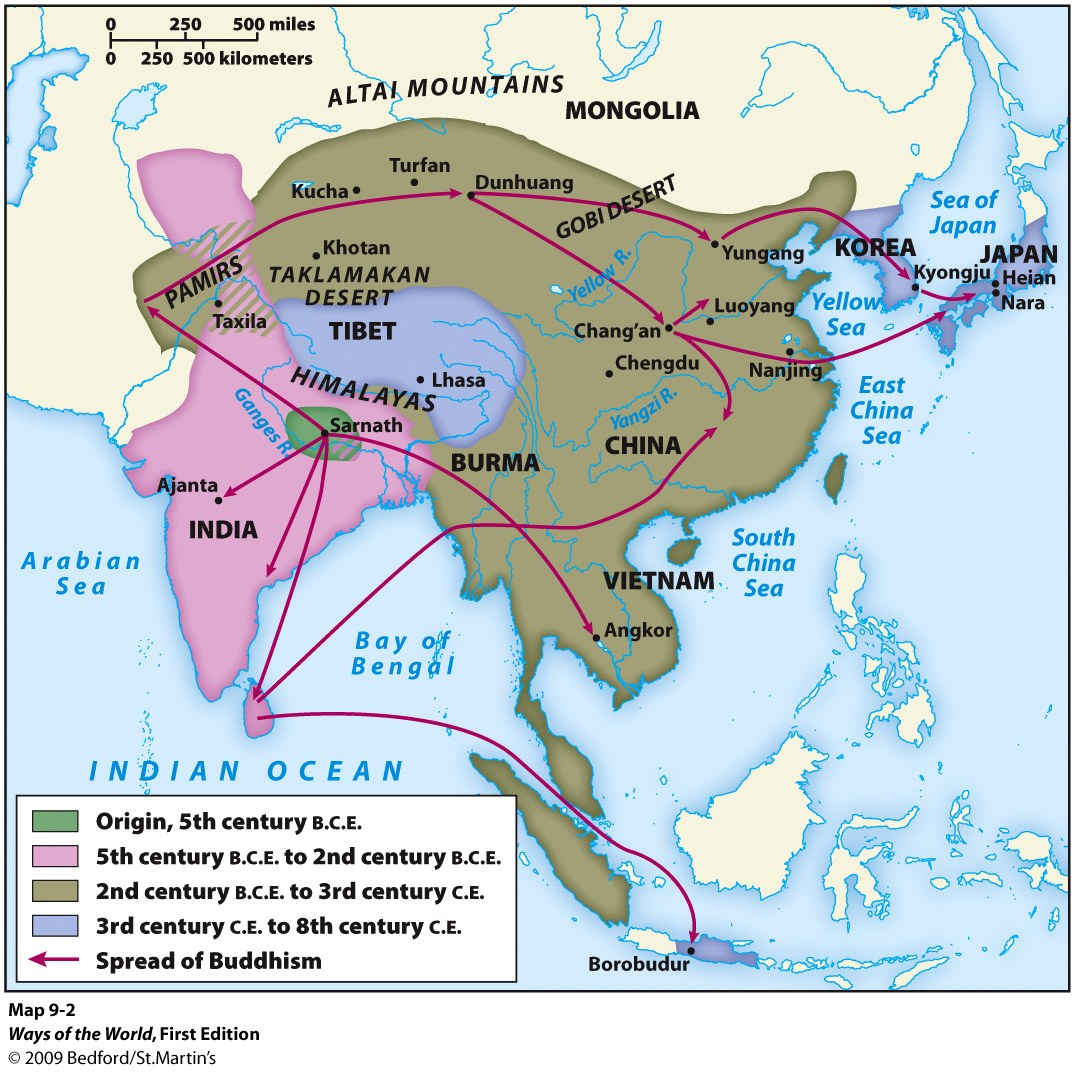 0 250 500 miles
0 250 500 kilometers
ALTAI MOUNTAINS
MONGOLIA
Turfan
Kucha
Dunhuang
GOBI DESERT
Sea of
Japan
Khotan
Yungang
KOREA
JAPAN
PAMIRS
TAKLAMAKAN
DESERT
Kyongju
Heian
Nara
Yellow R.
Taxila
TIBET
Luoyang
Yellow
Sea
Chang'an
Chengdu
Nanjing
HIMALAYAS
Lhasa
East
China
Sea
Ganges R.
Sarnath
Yangzi R.
CHINA
BURMA
Ajanta
INDIA
Arabian
Sea
South
China
Sea
VIETNAM
Angkor
Bay of
Bengal
INDIAN OCEAN
Origin, 5th century B.C.E.
5th century B.C.E. to 2nd century B.C.E.
2nd century B.C.E. to 3rd century C.E.
3rd century C.E. to 8th century C.E.
Spread of Buddhism
Borobudur
Map 9-2
Ways of the World, First Edition
© 2009 Bedford/St.Martin's